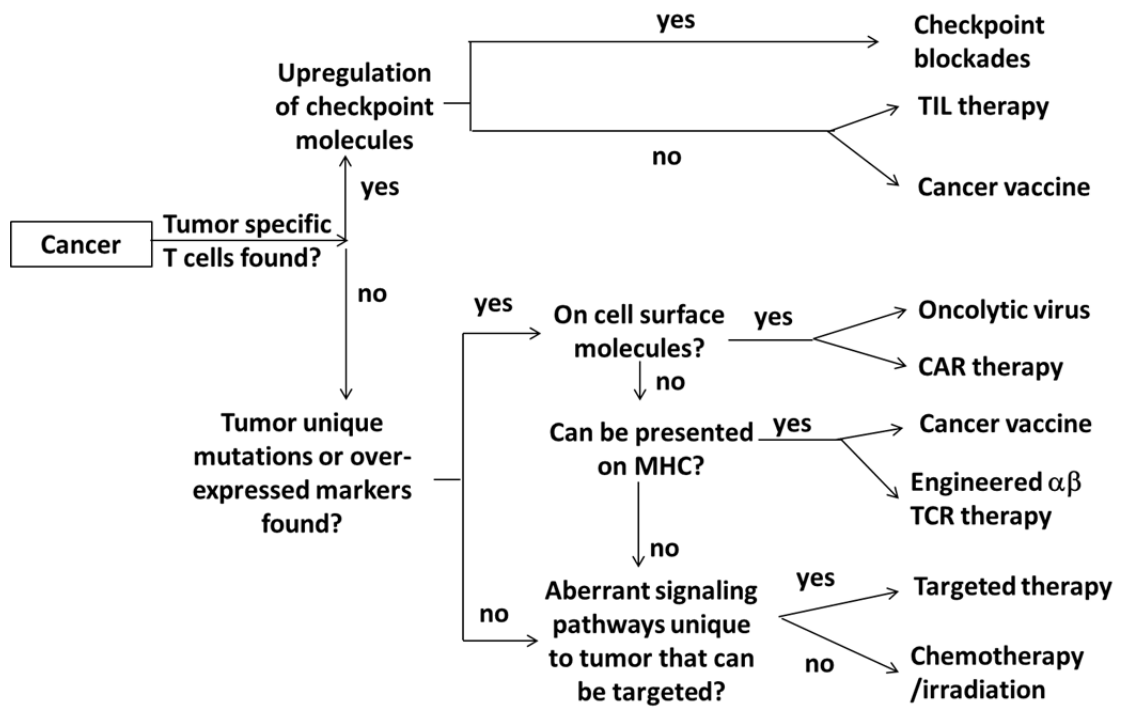 yes
Checkpoint
blockades
Upregulation
of checkpoint
molecules
TIL therapy
no
Cancer vaccine
yes
Cancer
Tumor specific
T cells found?
no
yes
On cell surface
molecules?
yes
Oncolytic virus
CAR therapy
no
Tumor unique
mutations or over-
expressed markers
found?
Can be presented
on MHC?
yes
Cancer vaccine
Engineered αβ
TCR therapy
no
no
Aberrant signaling
pathways unique
to tumor that can
be targeted?
yes
Targeted therapy
no
Chemotherapy
/irradiation